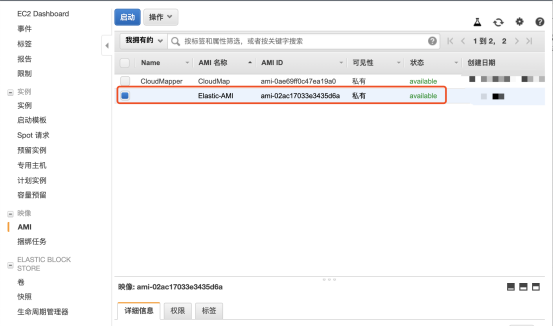 EC2 Dashboard
事件
标签
报告
限制
实例
实例
启动模板
Spot 请求
预留实例
专用主机
计划实例
容量预留
映像
AMI
捆绑任务
ELASTIC BLOCK
STORE
卷
快照
生命周期管理器
启动 操作
我拥有的 按标签和属性筛选，或者按关键字搜索 1 到 2，2
Name AMI 名称 AMI ID 可见性 状态 创建日期
CloudMapper CloudMap ami-0ae69ff0c47ea19a0 私有 available
Elastic-AMI ami-02ac17033e3435d6a 私有 available
映像: ami-02ac17033e3435d6a
详细信息 权限 标签